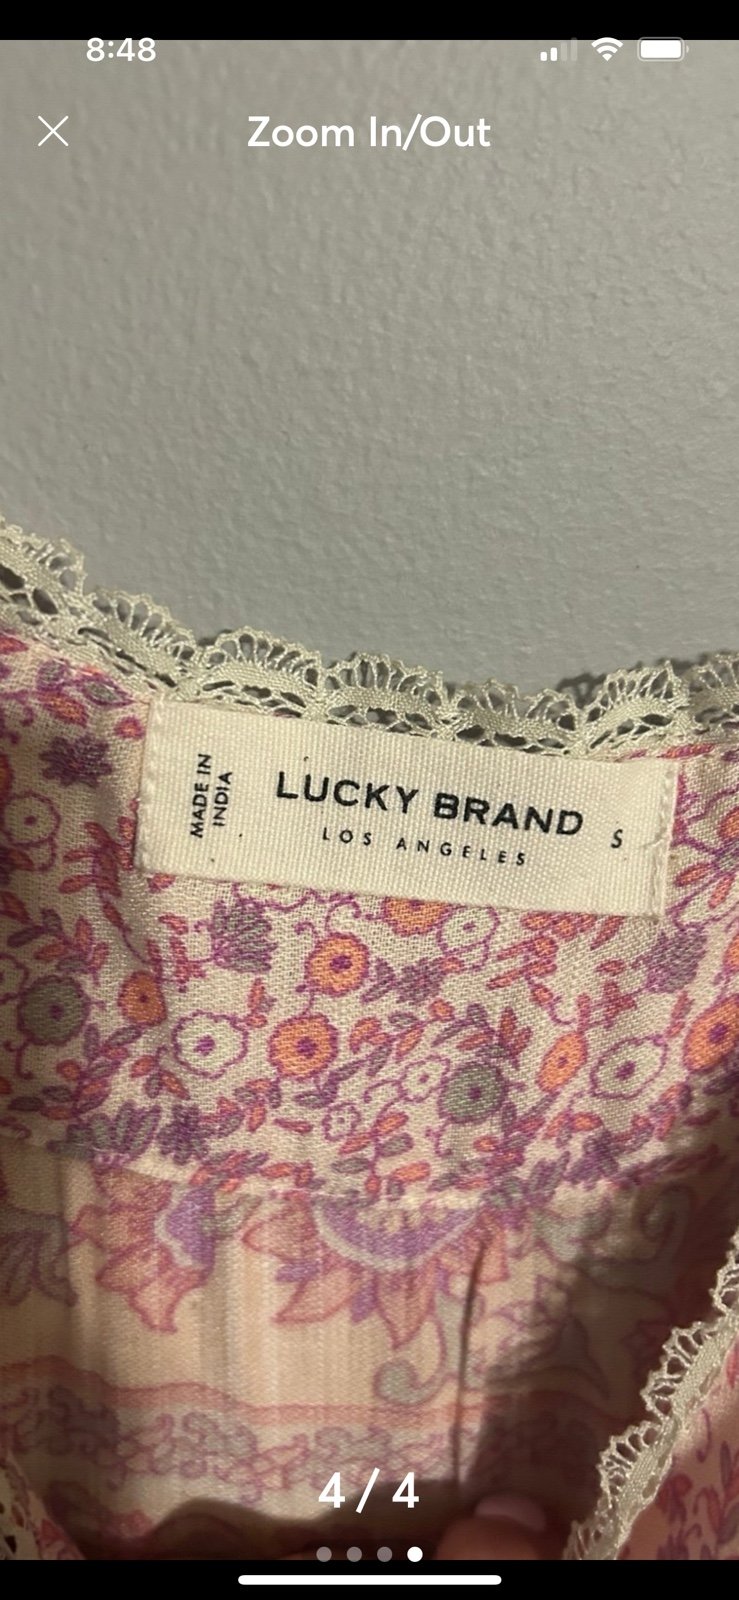 8:48
Zoom In/Out
MADE IN
INDIA
LUCKY BRAND
LOS ANGELES
S
4 / 4